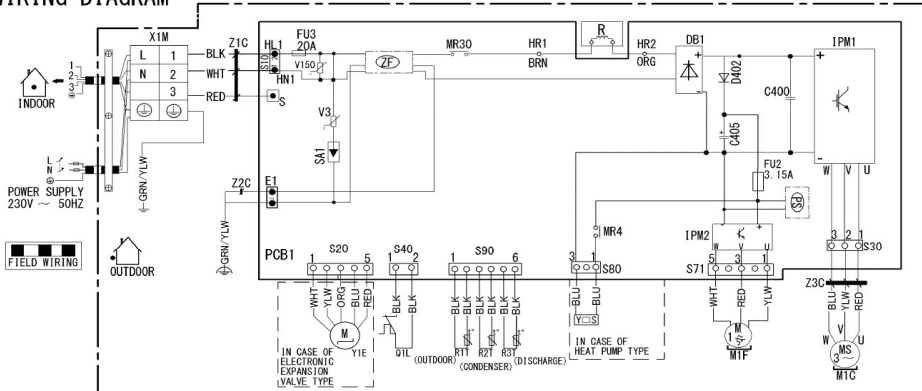 WIRING DIAGRAM
X1M
L 1
N 2
3
Z1C
BLK
WHT
RED
HL1
S10
HN1
S
FU3
20A
V150
ZF
MR30
HR1
BRN
R
HR2
ORG
DB1
D402
C405
C400
IPM1
+
-
W V U
1
2
3
INDOOR
V3
SA1
FU2
3.15A
PS
L
N
POWER SUPPLY
230V ~ 50HZ
GRN/YLW
Z2C
E1
GRN/YLW
MR4
IPM2
W V U
3 2 1
S30
FIELD WIRING
OUTDOOR
PCB1
S20
1 5
S40
1 2
S90
1 6
3 1
S80
S71
5 3 1
Z3C
WHT
YLW
ORG
BLU
RED
BLK
BLK
BLK
BLK
BLK
BLK
BLK
BLK
BLU
BLU
WHT
RED
YLW
BLU
YLW
RED
M
Y1E
Q1L
R1T
R2T
R3T
(OUTDOOR)
(CONDENSER)
(DISCHARGE)
Y S
M
1
M1F
W V U
MS
3
M1C
IN CASE OF
ELECTRONIC
EXPANSION
VALVE TYPE
IN CASE OF
HEAT PUMP TYPE